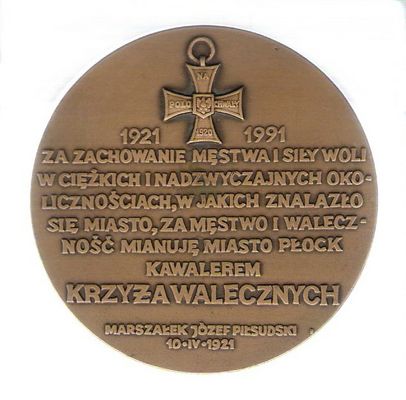 NA
POLU CHWAŁY
1920
1921 1991
ZA ZACHOWANIE MĘSTWA I SIŁY WOLI
W CIĘŻKICH I NADZWYCZAJNYCH OKO-
LICZNOŚCIACH, W JAKICH ZNALAZŁO
SIĘ MIASTO, ZA MĘSTWO I WALECZ-
NOŚĆ MIANUJĘ MIASTO PŁOCK
KAWALEREM
KRZYŻA WALECZNYCH
MARSZAŁEK JÓZEF PIŁSUDSKI
10·IV·1921